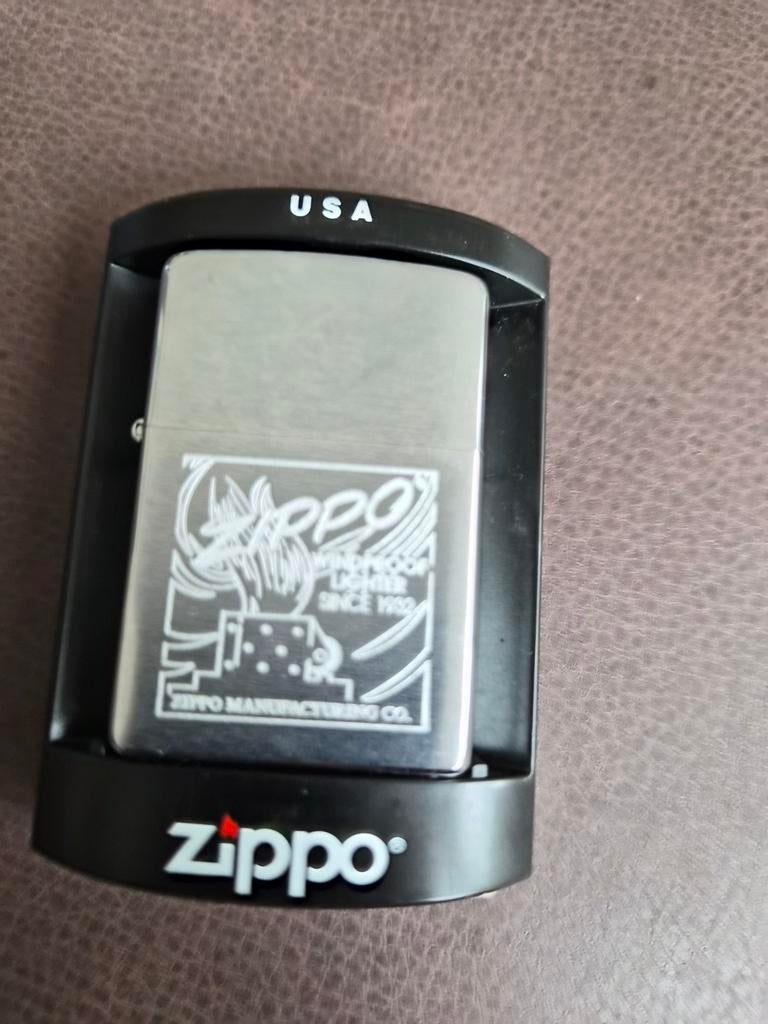 USA
ZIPPO
WINDPROOF
LIGHTER
SINCE 1932
ZIPPO MANUFACTURING CO.
zippo®